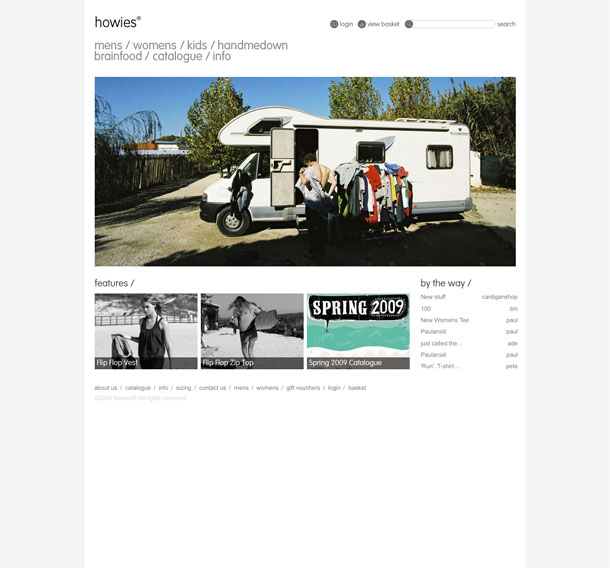 howies®
login view basket search
mens / womens / kids / handmedown
brainfood / catalogue / info
features /
by the way /
Flip Flop Vest
Flip Flop Zip Top
SPRING 2009
Spring 2009 Catalogue
New stuff cardiganshop
100 tim
New Womens Tee paul
Paularoid paul
just called the... ade
Paularoid paul
'Run'. T-shirt.... pete
about us / catalogue / info / sizing / contact us / mens / womens / gift vouchers / login / basket
©2009 howies® All rights reserved